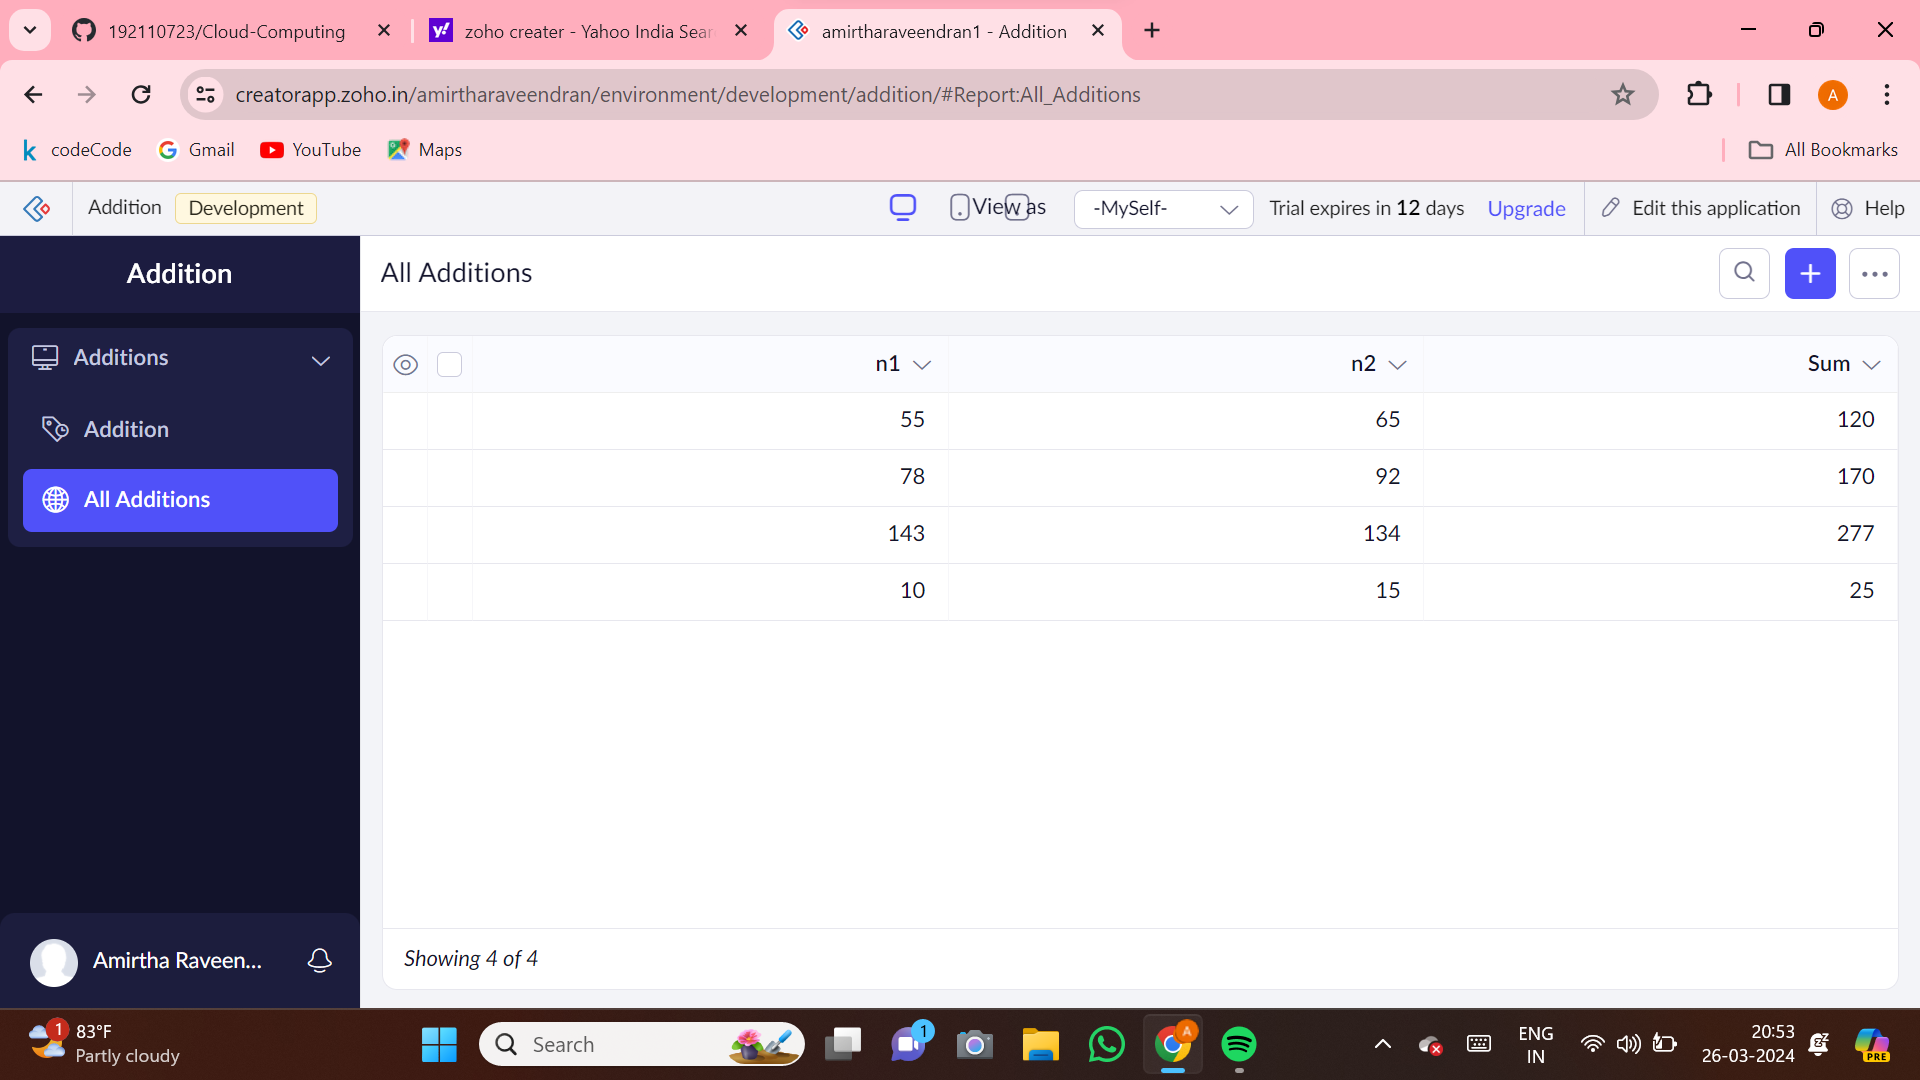 192110723/Cloud-Computing
zoho creater - Yahoo India Sear
amirtharaveendran1 - Addition
creatorapp.zoho.in/amirtharaveendran/environment/development/addition/#Report:All_Additions
A
k codeCode
Gmail
YouTube
Maps
All Bookmarks
Addition
Development
View as
-MySelf-
Trial expires in 12 days
Upgrade
Edit this application
Help
Addition
Additions
Addition
All Additions
Amirtha Raveen...
All Additions
n1 n2 Sum
55 65 120
78 92 170
143 134 277
10 15 25
Showing 4 of 4
1
83°F
Partly cloudy
Search
1
A
ENG
IN
20:53
26-03-2024
PRE